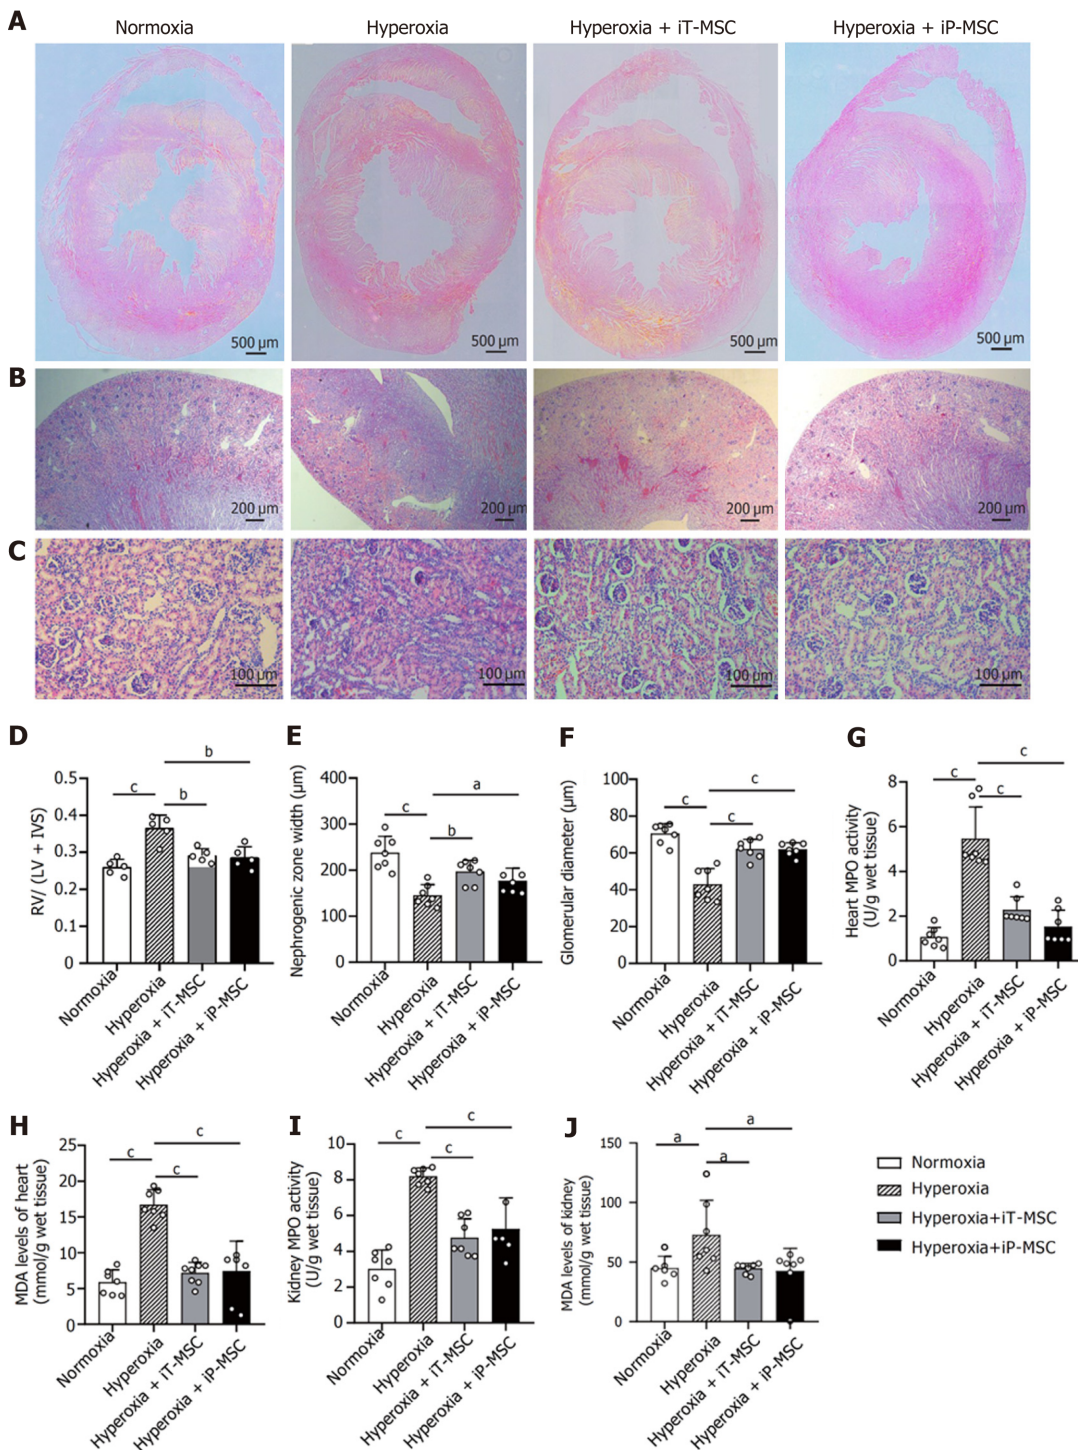 A
Normoxia
Hyperoxia
Hyperoxia + iT-MSC
Hyperoxia + iP-MSC
500 µm
500 µm
500 µm
500 µm
B
200 µm
200 µm
200 µm
200 µm
C
100 µm
100 µm
100 µm
100 µm
D
RV/ (LV + IVS)
0.5
0.4
0.3
0.2
0.1
0
c
b
b
Normoxia
Hyperoxia
Hyperoxia + iT-MSC
Hyperoxia + iP-MSC
E
Nephrogenic zone width (µm)
400
300
200
100
0
c
a
b
Normoxia
Hyperoxia
Hyperoxia + iT-MSC
Hyperoxia + iP-MSC
F
Glomerular diameter (µm)
100
80
60
40
20
0
c
c
c
Normoxia
Hyperoxia
Hyperoxia + iT-MSC
Hyperoxia + iP-MSC
G
Heart MPO activity
(U/g wet tissue)
8
6
4
2
0
c
c
c
Normoxia
Hyperoxia
Hyperoxia + iT-MSC
Hyperoxia + iP-MSC
H
MDA levels of heart
(mmol/g wet tissue)
25
20
15
10
5
0
c
c
c
Normoxia
Hyperoxia
Hyperoxia + iT-MSC
Hyperoxia + iP-MSC
I
Kidney MPO activity
(U/g wet tissue)
10
8
6
4
2
0
c
c
c
Normoxia
Hyperoxia
Hyperoxia + iT-MSC
Hyperoxia + iP-MSC
J
MDA levels of kidney
(mmol/g wet tissue)
150
100
50
0
a
a
a
Normoxia
Hyperoxia
Hyperoxia + iT-MSC
Hyperoxia + iP-MSC
Normoxia
Hyperoxia
Hyperoxia+iT-MSC
Hyperoxia+iP-MSC